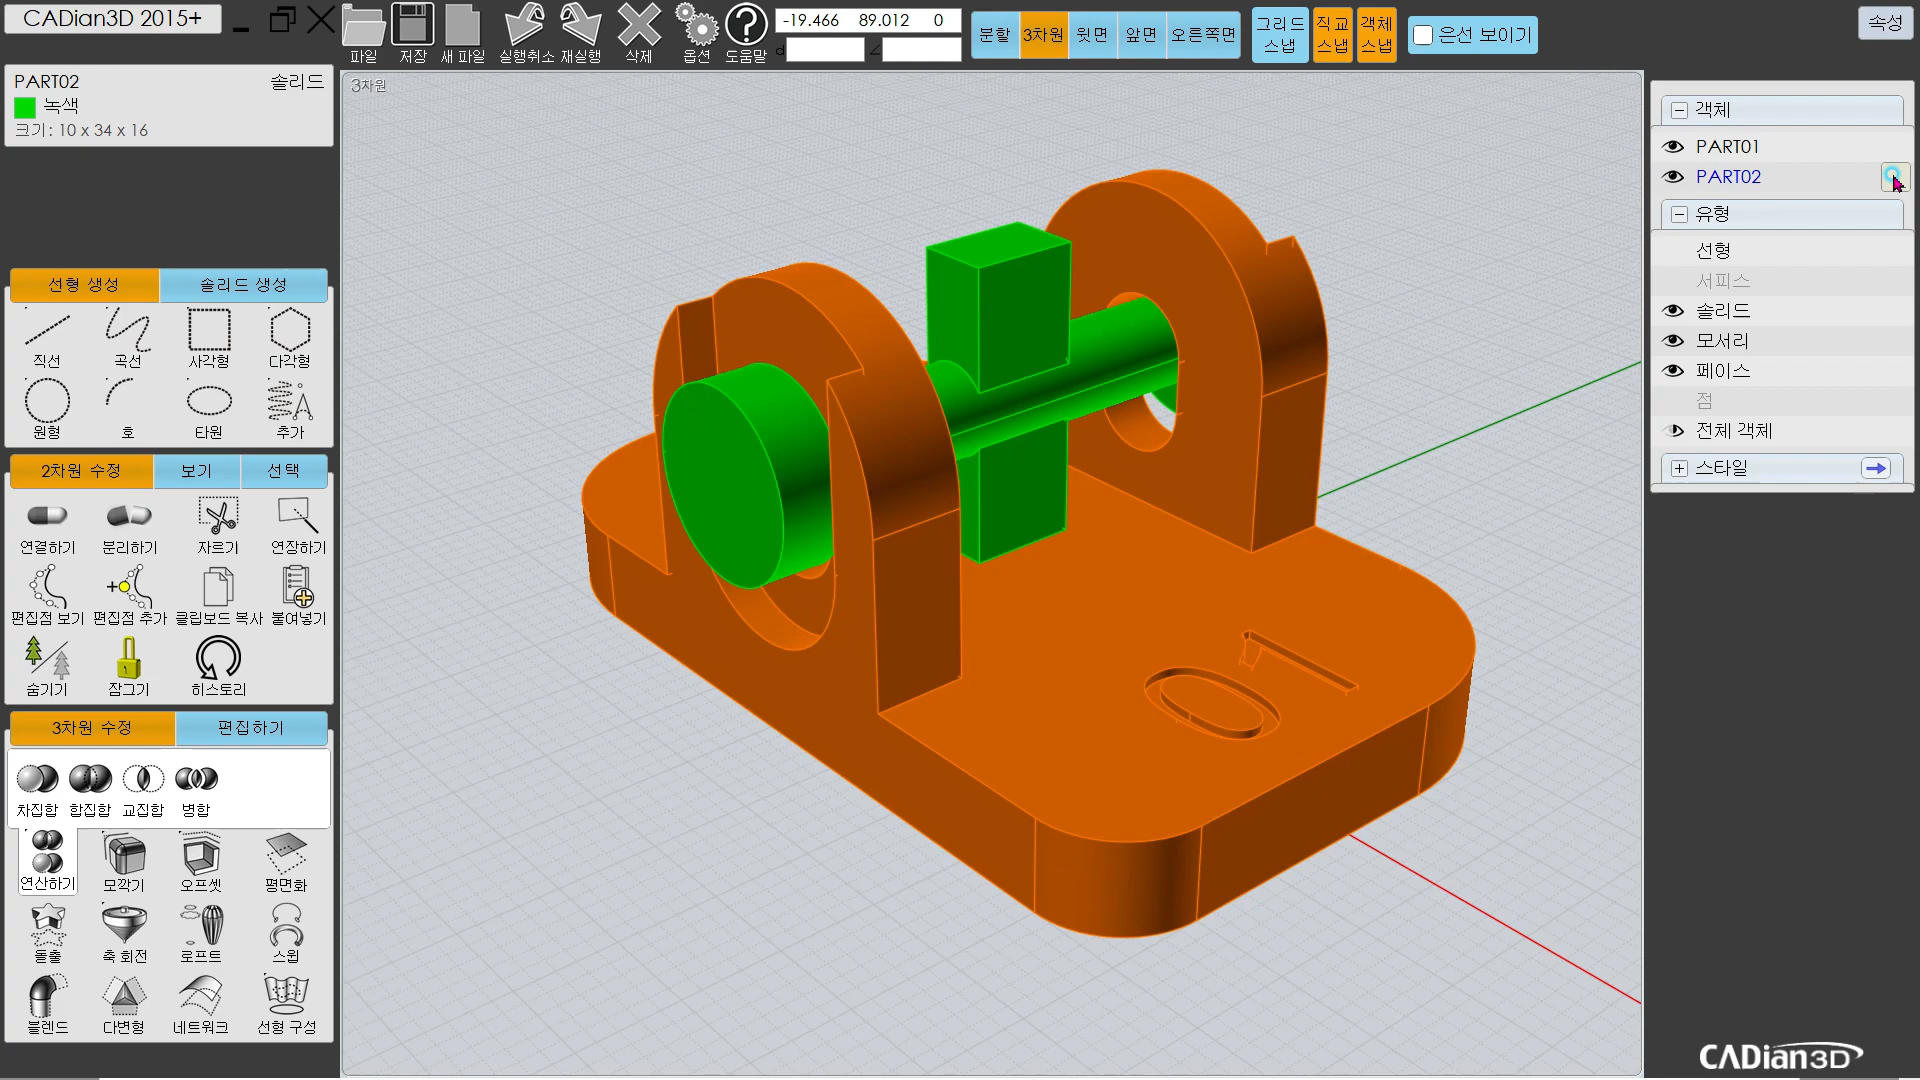 CADian3D 2015+
파일
저장
새 파일
실행취소
재실행
삭제
옵션
도움말
-19.466 89.012 0
d
분할
3차원
윗면
앞면
오른쪽면
그리드 스냅
직교 스냅
객체 스냅
은선 보이기
속성
PART02
솔리드
녹색
크기: 10 x 34 x 16
3차원
선형 생성
솔리드 생성
직선
곡선
사각형
다각형
원형
호
타원
추가
2차원 수정
보기
선택
연결하기
분리하기
자르기
연장하기
편집점 보기
편집점 추가
클립보드 복사
붙여넣기
숨기기
잠그기
히스토리
3차원 수정
편집하기
차집합
합집합
교집합
병합
연산하기
모깍기
오프셋
평면화
돌출
축 회전
로프트
스윕
블렌드
다변형
네트워크
선형 구성
객체
PART01
PART02
유형
선형
서피스
솔리드
모서리
페이스
점
전체 객체
스타일
01
CADian3D